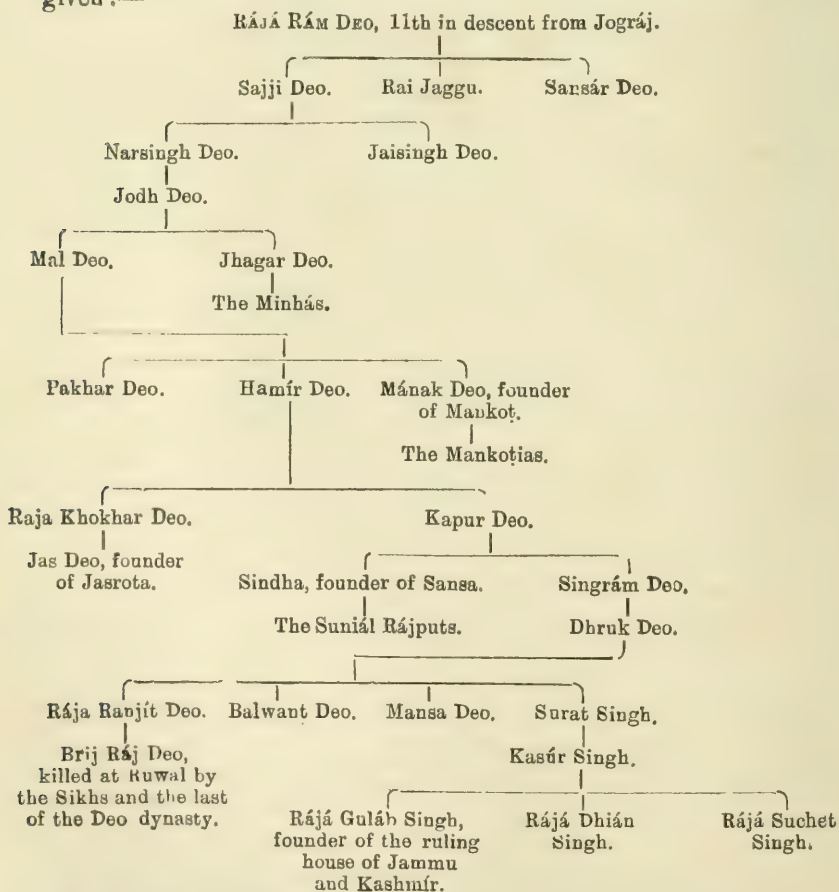 given:—
RÁJÁ RÁM DEO, 11th in descent from Jográj.
Sajji Deo. Rai Jaggu. Sansár Deo.
Narsingh Deo. Jaisingh Deo.
Jodh Deo.
Mal Deo. Jhagar Deo.
The Minhás.
Pakhar Deo. Hamír Deo. Mának Deo, founder
of Mankoṭ.
The Mankoṭias.
Raja Khokhar Deo. Kapur Deo.
Jas Deo, founder
of Jasrota.
Sindha, founder of Sansa. Singrám Deo.
The Suniál Rájputs. Dhruk Deo.
Rája Ranjít Deo. Balwant Deo. Mansa Deo. Surat Singh.
Brij Ráj Deo,
killed at Ruwal by
the Sikhs and the last
of the Deo dynasty.
Kasúr Singh.
Rájá Guláb Singh,
founder of the ruling
house of Jammu
and Kashmír.
Rájá Dhián
Singh.
Rájá Suchet
Singh.